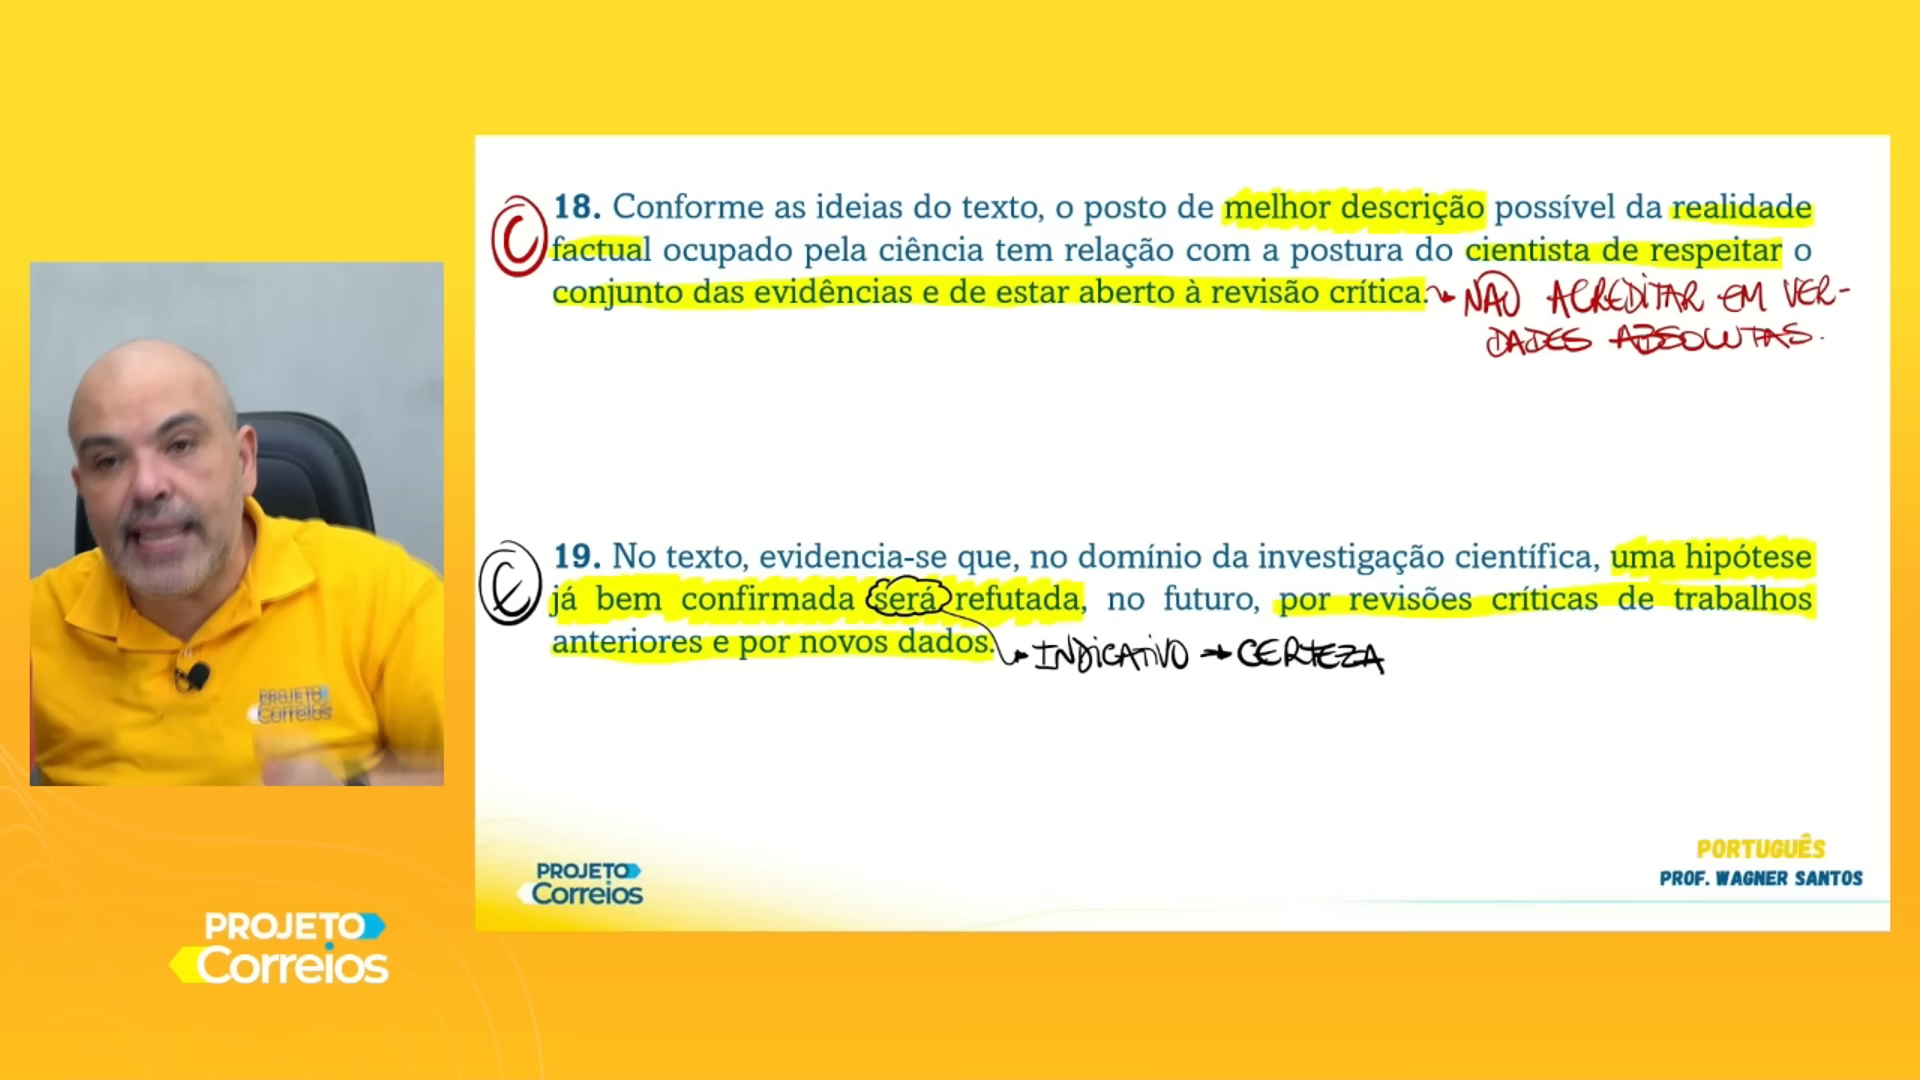 C 18. Conforme as ideias do texto, o posto de melhor descrição possível da realidade
factual ocupado pela ciência tem relação com a postura do cientista de respeitar o
conjunto das evidências e de estar aberto à revisão crítica. NÃO ACREDITAR EM VER-
DADES ABSOLUTAS.
E 19. No texto, evidencia-se que, no domínio da investigação científica, uma hipótese
já bem confirmada será refutada, no futuro, por revisões críticas de trabalhos
anteriores e por novos dados. INDICATIVO → CERTEZA
PROJETO
Correios
PORTUGUÊS
PROF. WAGNER SANTOS
PROJETO
Correios
PROJETO
Correios